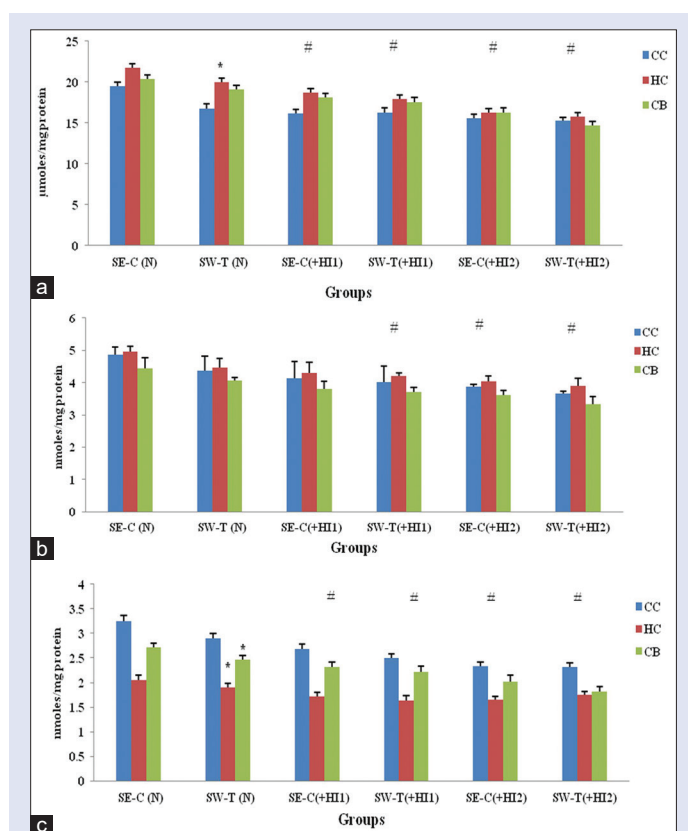 25
20
15
10
5
0
µmoles/mg protein
*
#
#
#
#
CC
HC
CB
SE-C (N)
SW-T (N)
SE-C(+HI1)
SW-T(+HI1)
SE-C(+HI2)
SW-T(+HI2)
Groups
a
6
5
4
3
2
1
0
nmoles/mg protein
#
#
#
CC
HC
CB
SE-C (N)
SW-T (N)
SE-C(+HI1)
SW-T(+HI1)
SE-C(+HI2)
SW-T(+HI2)
Groups
b
4
3.5
3
2.5
2
1.5
1
0.5
0
nmoles/mg protein
*
*
#
#
#
#
CC
HC
CB
SE-C (N)
SW-T (N)
SE-C(+HI1)
SW-T(+HI1)
SE-C(+HI2)
SW-T(+HI2)
Groups
c